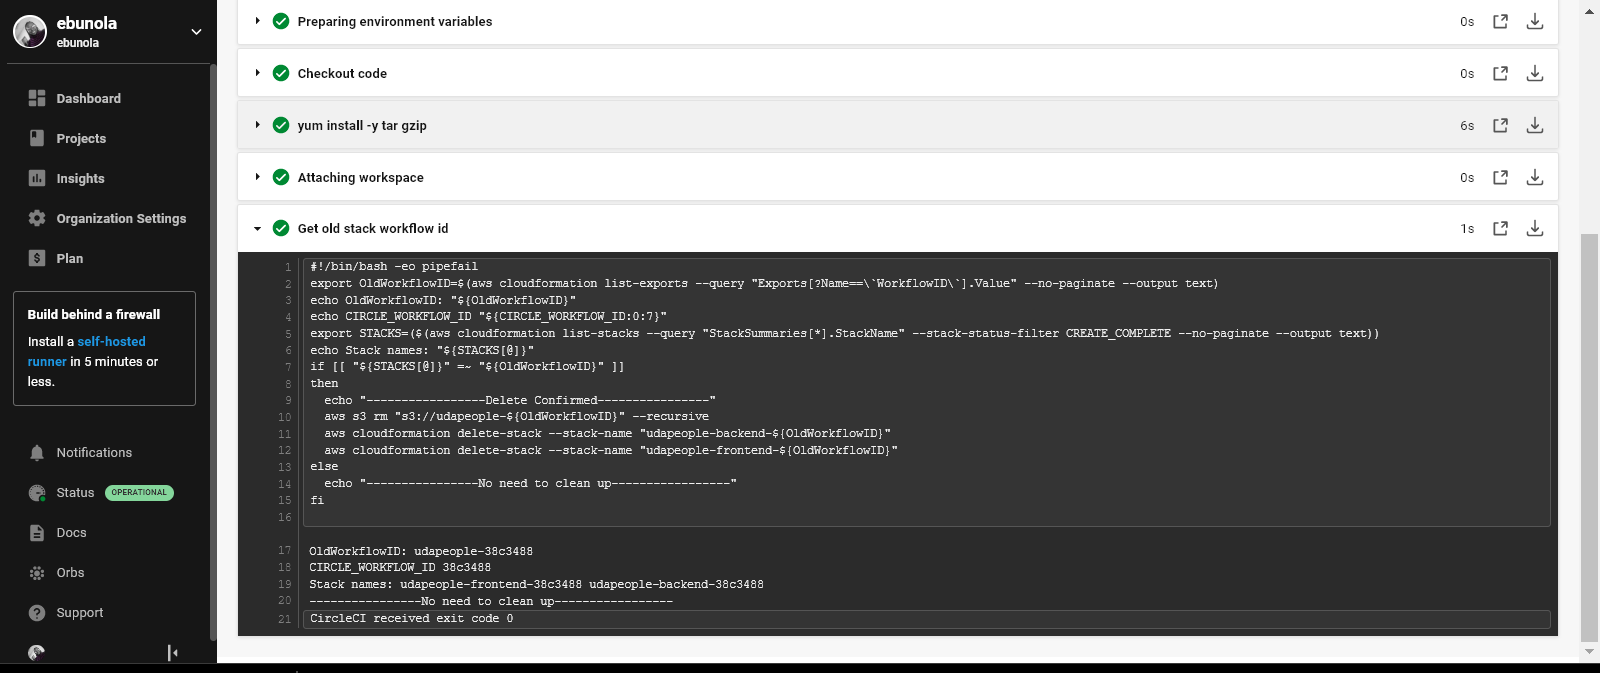 ebunola
ebunola
Dashboard
Projects
Insights
Organization Settings
Plan
Build behind a firewall
Install a self-hosted
runner in 5 minutes or
less.
Notifications
Status OPERATIONAL
Docs
Orbs
Support
Preparing environment variables 0s
Checkout code 0s
yum install -y tar gzip 6s
Attaching workspace 0s
Get old stack workflow id 1s
1 #!/bin/bash -eo pipefail
2 export OldWorkflowID=$(aws cloudformation list-exports --query "Exports[?Name==\`WorkflowID\`].Value" --no-paginate --output text)
3 echo OldWorkflowID: "${OldWorkflowID}"
4 echo CIRCLE_WORKFLOW_ID "${CIRCLE_WORKFLOW_ID:0:7}"
5 export STACKS=($(aws cloudformation list-stacks --query "StackSummaries[*].StackName" --stack-status-filter CREATE_COMPLETE --no-paginate --output text))
6 echo Stack names: "${STACKS[@]}"
7 if [[ "${STACKS[@]}" =~ "${OldWorkflowID}" ]]
8 then
9   echo "-----------------Delete Confirmed----------------"
10   aws s3 rm "s3://udapeople-${OldWorkflowID}" --recursive
11   aws cloudformation delete-stack --stack-name "udapeople-backend-${OldWorkflowID}"
12   aws cloudformation delete-stack --stack-name "udapeople-frontend-${OldWorkflowID}"
13 else
14   echo "----------------No need to clean up-----------------"
15 fi
16
17 OldWorkflowID: udapeople-38c3488
18 CIRCLE_WORKFLOW_ID 38c3488
19 Stack names: udapeople-frontend-38c3488 udapeople-backend-38c3488
20 ----------------No need to clean up-----------------
21 CircleCI received exit code 0